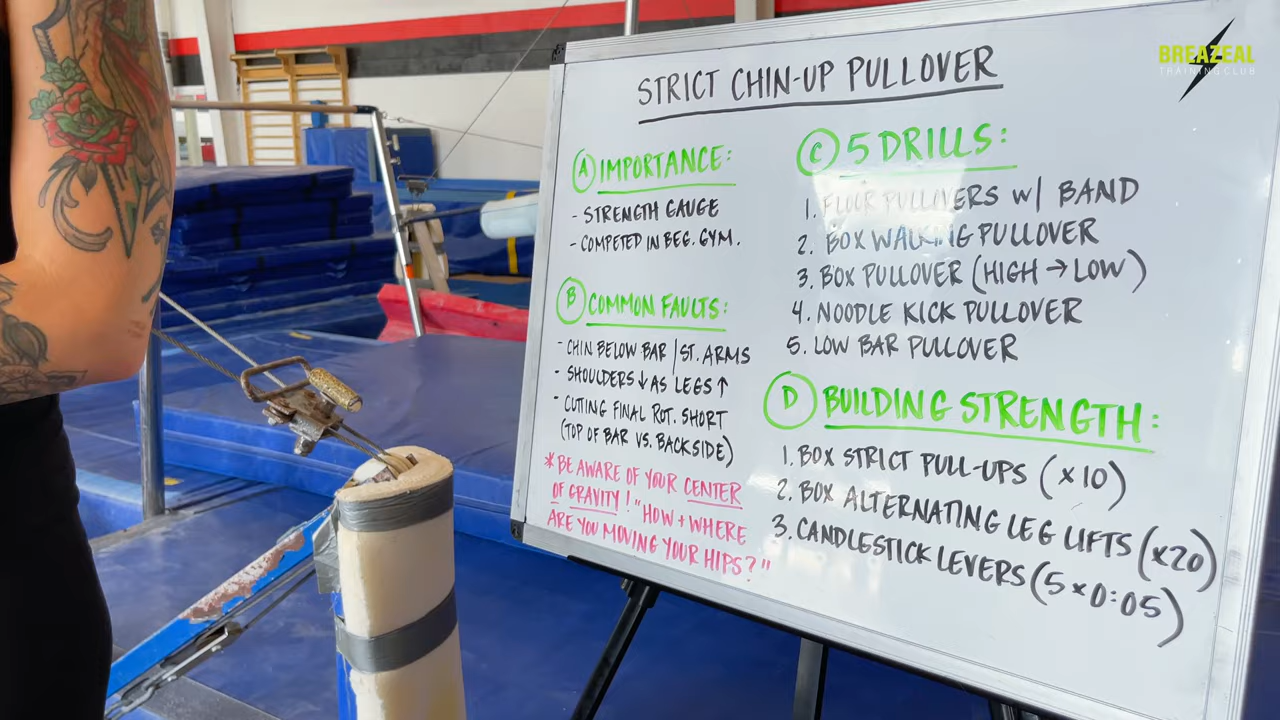 STRICT CHIN-UP PULLOVER
A IMPORTANCE:
- STRENGTH GAUGE
- COMPETED IN BEG. GYM.
B COMMON FAULTS:
- CHIN BELOW BAR / ST. ARMS
- SHOULDERS ↓ AS LEGS ↑
- CUTING FINAL ROT. SHORT
(TOP OF BAR VS. BACKSIDE)
* BE AWARE OF YOUR CENTER
OF GRAVITY! "HOW + WHERE
ARE YOU MOVING YOUR HIPS?"
C 5 DRILLS:
1. FLOOR PULLOVERS W/ BAND
2. BOX WALKING PULLOVER
3. BOX PULLOVER (HIGH → LOW)
4. NOODLE KICK PULLOVER
5. LOW BAR PULLOVER
D BUILDING STRENGTH:
1. BOX STRICT PULL-UPS (x10)
2. BOX ALTERNATING LEG LIFTS (x20)
3. CANDLESTICK LEVERS (5 x 0:05)
BREAZEAL
TRAINING CLUB